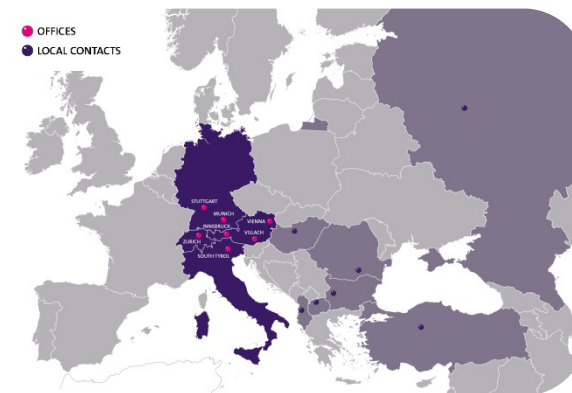 OFFICES
LOCAL CONTACTS
STUTTGART
MUNICH
INNSBRUCK
VIENNA
ZURICH
VILLACH
SOUTH TYROL